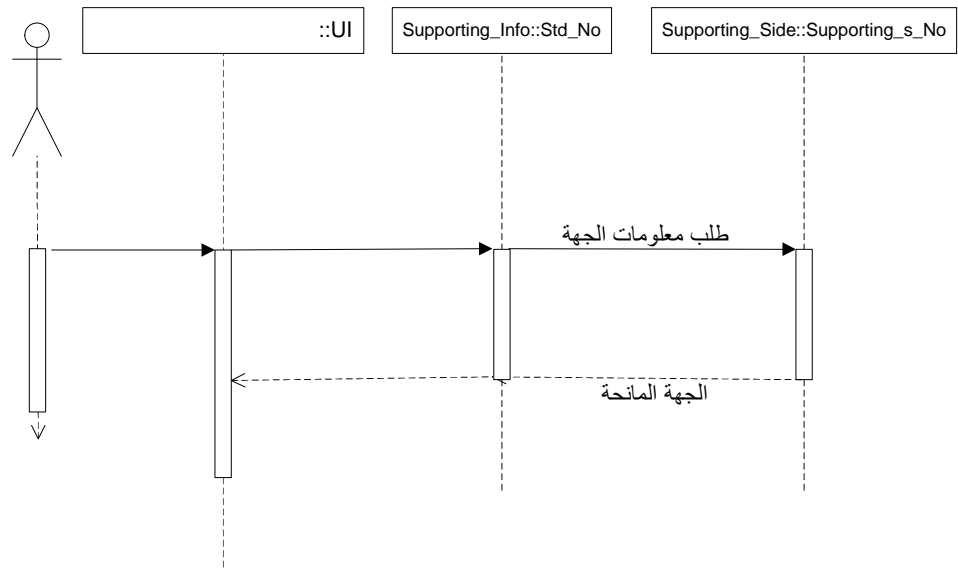 ::UI
Supporting_Info::Std_No
Supporting_Side::Supporting_s_No
طلب معلومات الجهة
الجهة المانحة